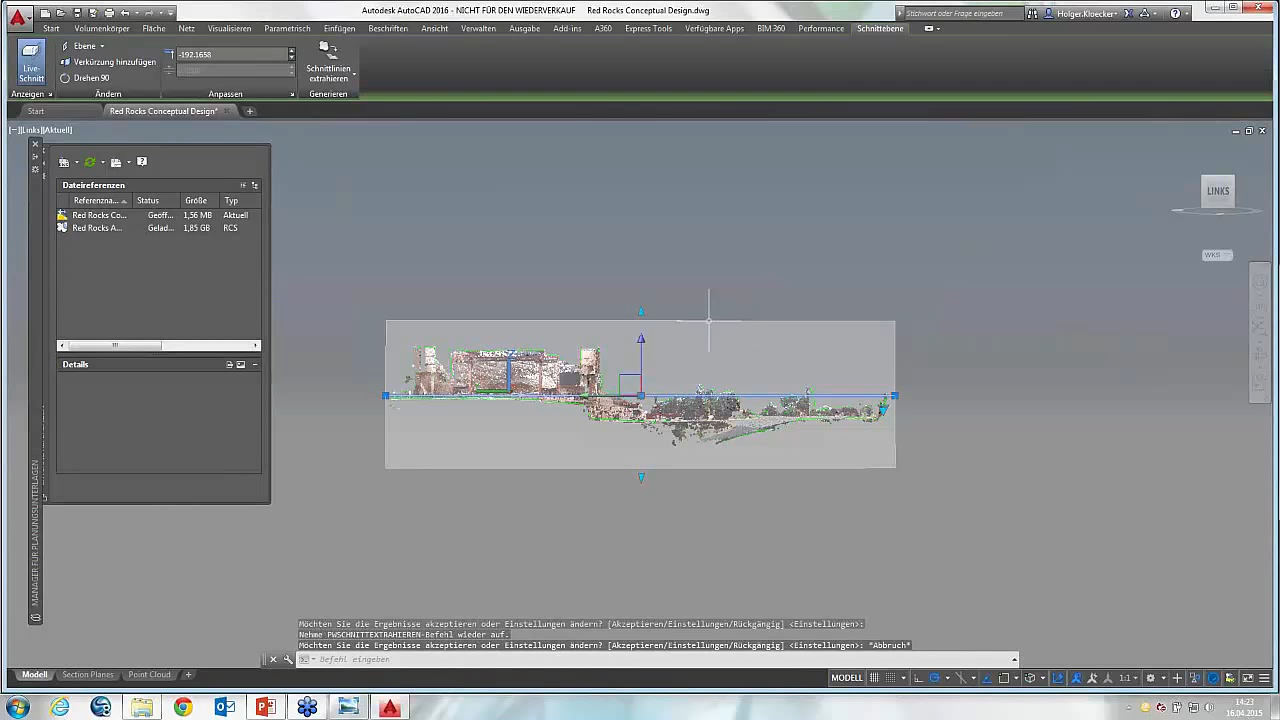 Autodesk AutoCAD 2016 - NICHT FÜR DEN WIEDERVERKAUF Red Rocks Conceptual Design.dwg
Stichwort oder Frage eingeben
Holger.Kloecker
Start Volumenkörper Fläche Netz Visualisieren Parametrisch Einfügen Beschriften Ansicht Verwalten Ausgabe Add-ins A360 Express Tools Verfügbare Apps BIM 360 Performance Schnittebene
Live-
Schnitt
Ebene
Verkürzung hinzufügen
Drehen 90
-192.1658
Schnittlinien
extrahieren
Anzeigen Ändern Anpassen Generieren
Start Red Rocks Conceptual Design*
[−][Links][Aktuell]
LINKS
WKS
Dateireferenzen
Referenzna... Status Größe Typ
Red Rocks Co... Geoff... 1,56 MB Aktuell
Red Rocks A... Gelad... 1,85 GB RCS
Details
MANAGER FÜR PLANUNGSUNTERLAGEN
Möchten Sie die Ergebnisse akzeptieren oder Einstellungen ändern? [Akzeptieren/Einstellungen/Rückgängig] <Einstellungen>:
Nehme PWSCHNITTEXTRAHIEREN-Befehl wieder auf.
Möchten Sie die Ergebnisse akzeptieren oder Einstellungen ändern? [Akzeptieren/Einstellungen/Rückgängig] <Einstellungen>: *Abbruch*
Befehl eingeben
Modell Section Planes Point Cloud
MODELL
1:1
14:23
16.04.2015